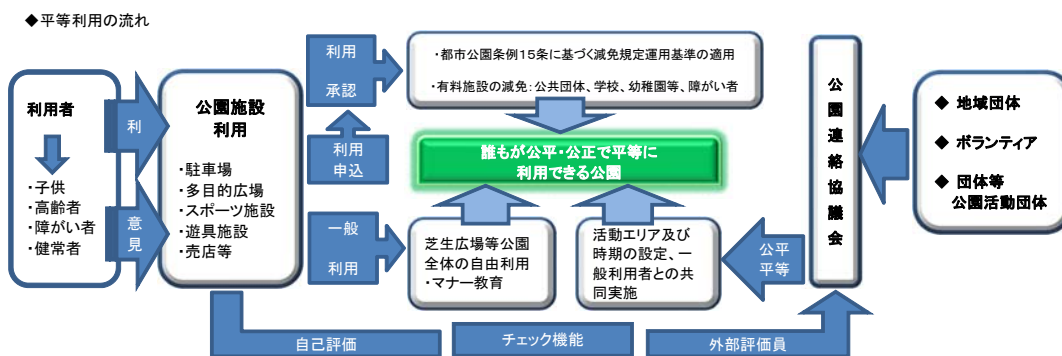 ◆平等利用の流れ
利用者
・子供
・高齢者
・障がい者
・健常者
利
意
見
公園施設
利用
・駐車場
・多目的広場
・スポーツ施設
・遊具施設
・売店等
利用
承認
利用
申込
一般
利用
・都市公園条例15条に基づく減免規定運用基準の適用
・有料施設の減免：公共団体、学校、幼稚園等、障がい者
誰もが公平・公正で平等に
利用できる公園
芝生広場等公園
全体の自由利用
・マナー教育
活動エリア及び
時期の設定、一
般利用者との共
同実施
公平
平等
公園連絡協議会
◆ 地域団体
◆ ボランティア
◆ 団体等
公園活動団体
自己評価
チェック機能
外部評価員